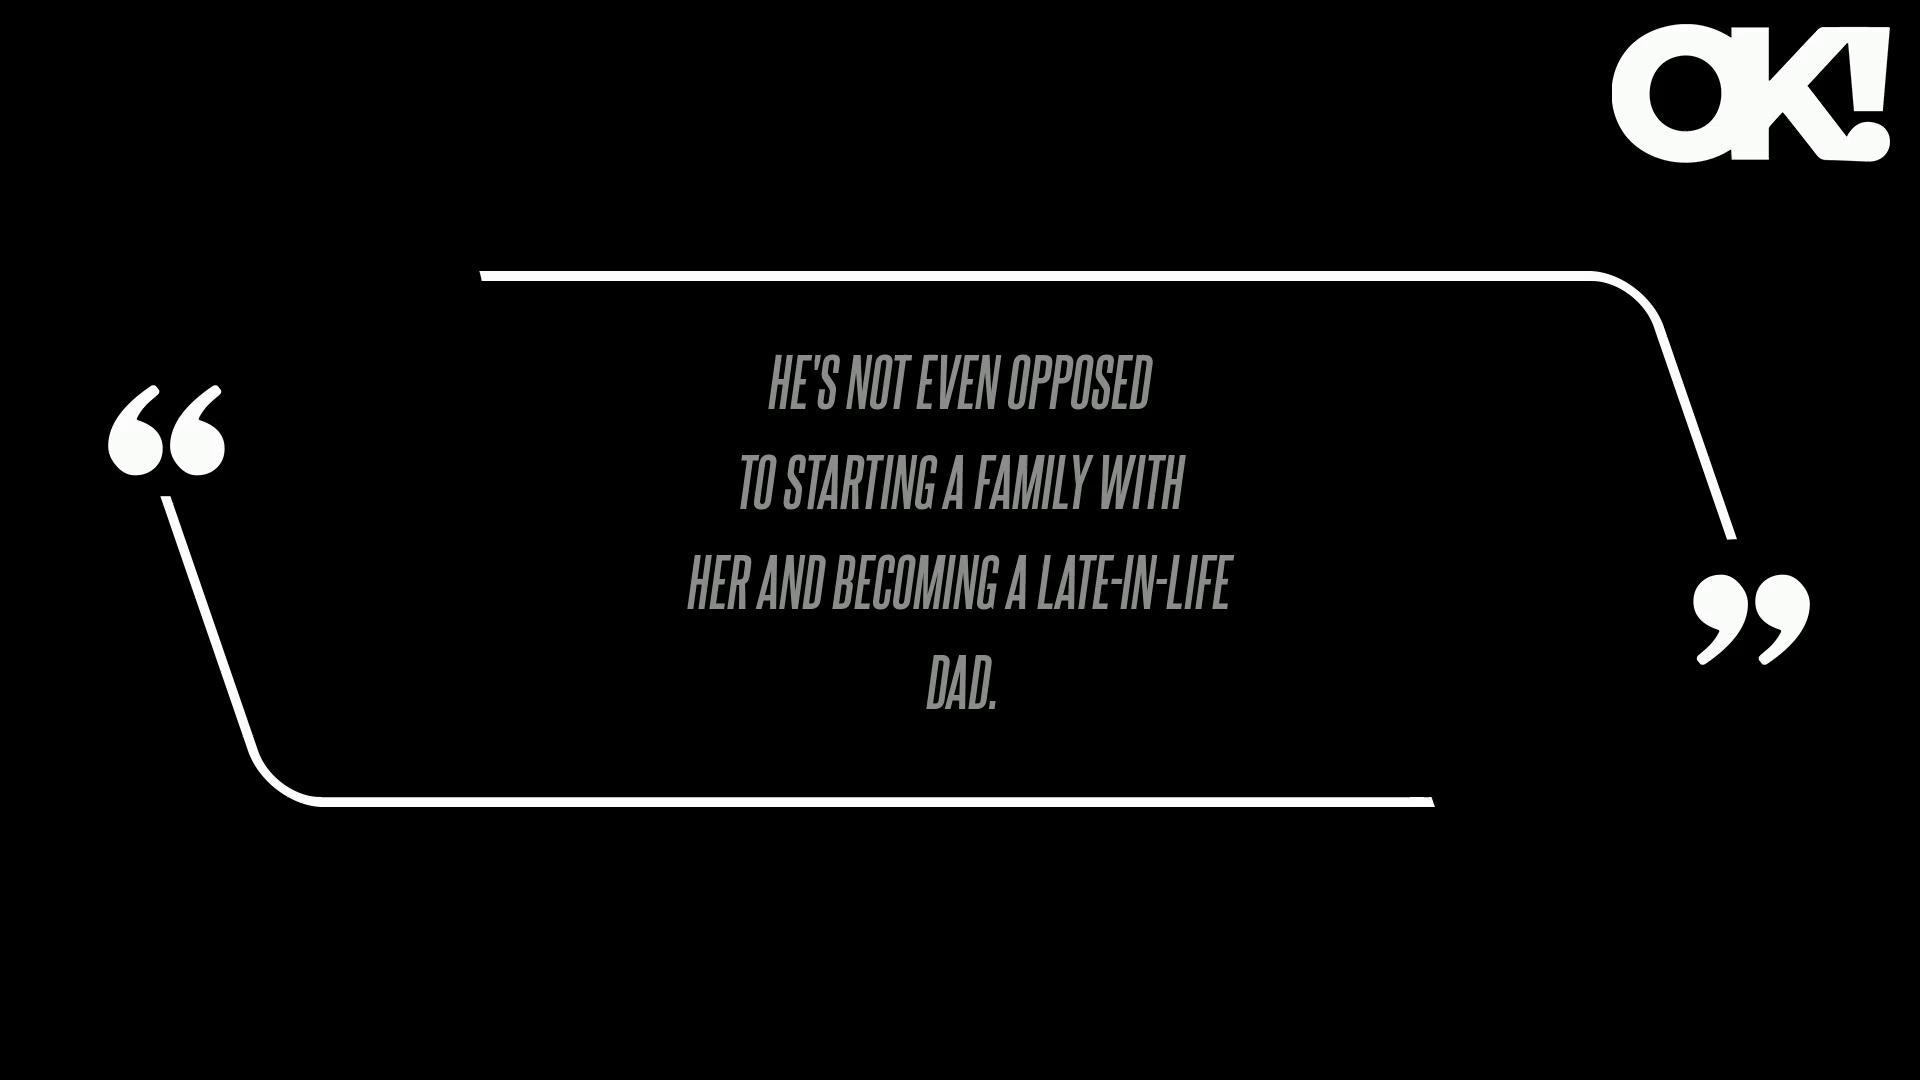 OK!
“
HE'S NOT EVEN OPPOSED
TO STARTING A FAMILY WITH
HER AND BECOMING A LATE-IN-LIFE
DAD.
”